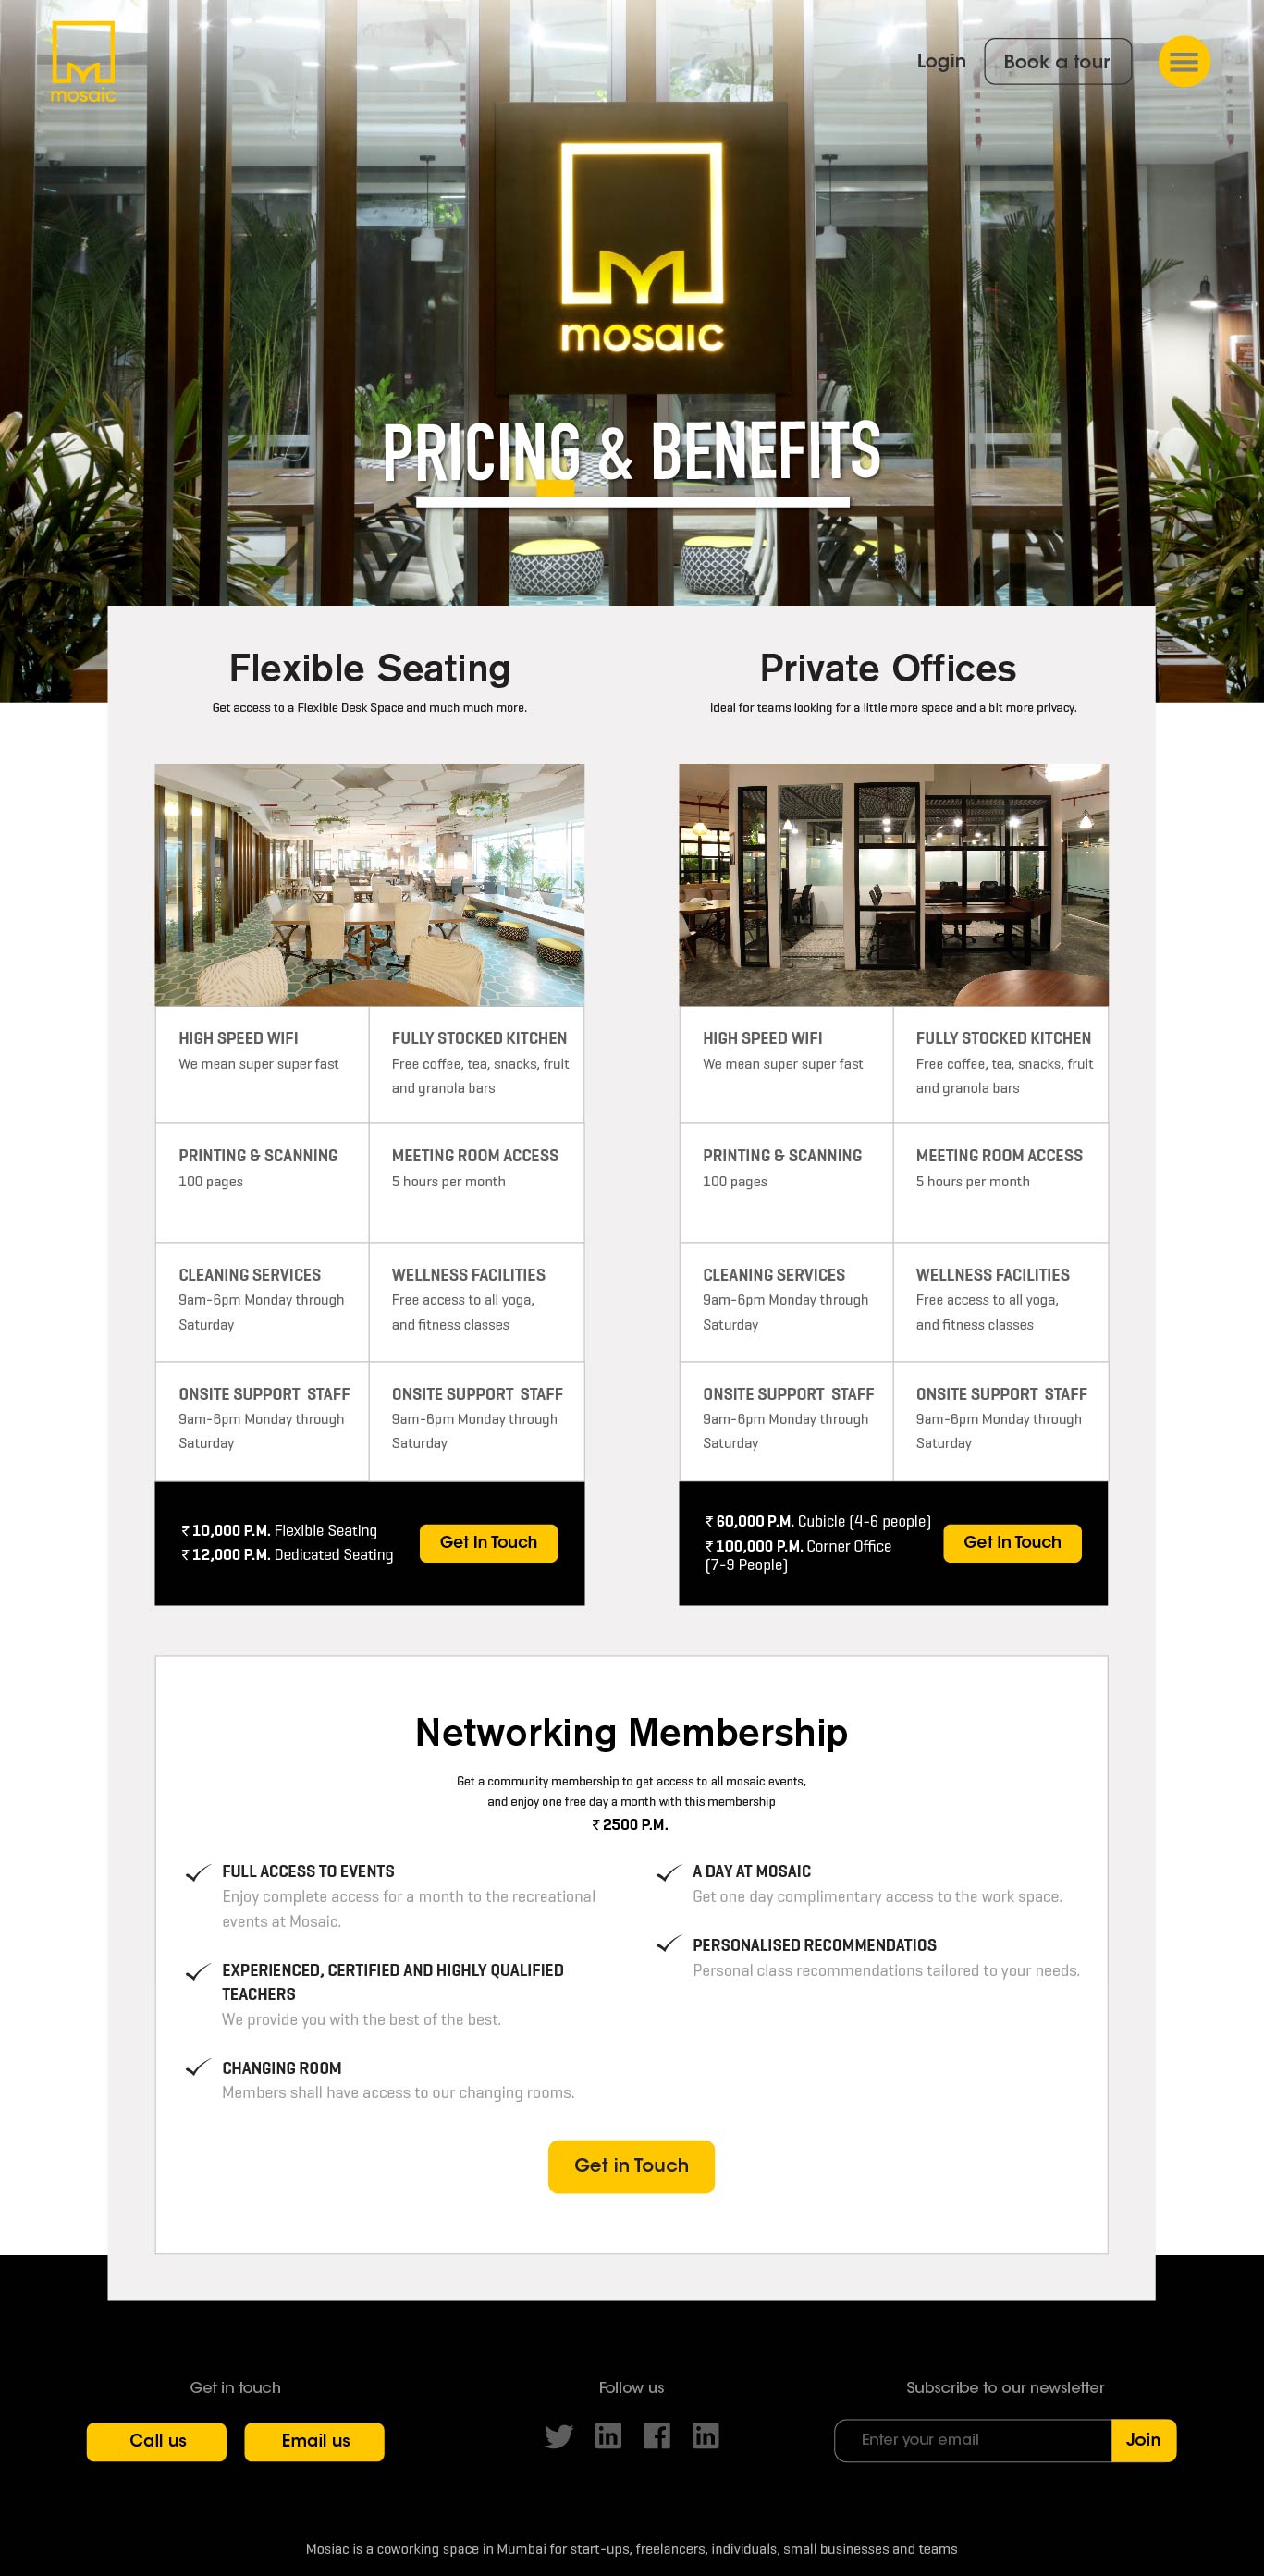 mosaic
Login
Book a tour
mosaic
PRICING & BENEFITS
Flexible Seating
Get access to a Flexible Desk Space and much much more.
HIGH SPEED WIFI
We mean super super fast
FULLY STOCKED KITCHEN
Free coffee, tea, snacks, fruit
and granola bars
PRINTING & SCANNING
100 pages
MEETING ROOM ACCESS
5 hours per month
CLEANING SERVICES
9am-6pm Monday through
Saturday
WELLNESS FACILITIES
Free access to all yoga,
and fitness classes
ONSITE SUPPORT STAFF
9am-6pm Monday through
Saturday
ONSITE SUPPORT STAFF
9am-6pm Monday through
Saturday
₹ 10,000 P.M. Flexible Seating
₹ 12,000 P.M. Dedicated Seating
Get In Touch
Private Offices
Ideal for teams looking for a little more space and a bit more privacy.
HIGH SPEED WIFI
We mean super super fast
FULLY STOCKED KITCHEN
Free coffee, tea, snacks, fruit
and granola bars
PRINTING & SCANNING
100 pages
MEETING ROOM ACCESS
5 hours per month
CLEANING SERVICES
9am-6pm Monday through
Saturday
WELLNESS FACILITIES
Free access to all yoga,
and fitness classes
ONSITE SUPPORT STAFF
9am-6pm Monday through
Saturday
ONSITE SUPPORT STAFF
9am-6pm Monday through
Saturday
₹ 60,000 P.M. Cubicle (4-6 people)
₹ 100,000 P.M. Corner Office
(7-9 People)
Get In Touch
Networking Membership
Get a community membership to get access to all mosaic events,
and enjoy one free day a month with this membership
₹ 2500 P.M.
FULL ACCESS TO EVENTS
Enjoy complete access for a month to the recreational
events at Mosaic.
EXPERIENCED, CERTIFIED AND HIGHLY QUALIFIED
TEACHERS
We provide you with the best of the best.
CHANGING ROOM
Members shall have access to our changing rooms.
A DAY AT MOSAIC
Get one day complimentary access to the work space.
PERSONALISED RECOMMENDATIOS
Personal class recommendations tailored to your needs.
Get in Touch
Get in touch
Call us
Email us
Follow us
Subscribe to our newsletter
Enter your email
Join
Mosiac is a coworking space in Mumbai for start-ups, freelancers, individuals, small businesses and teams